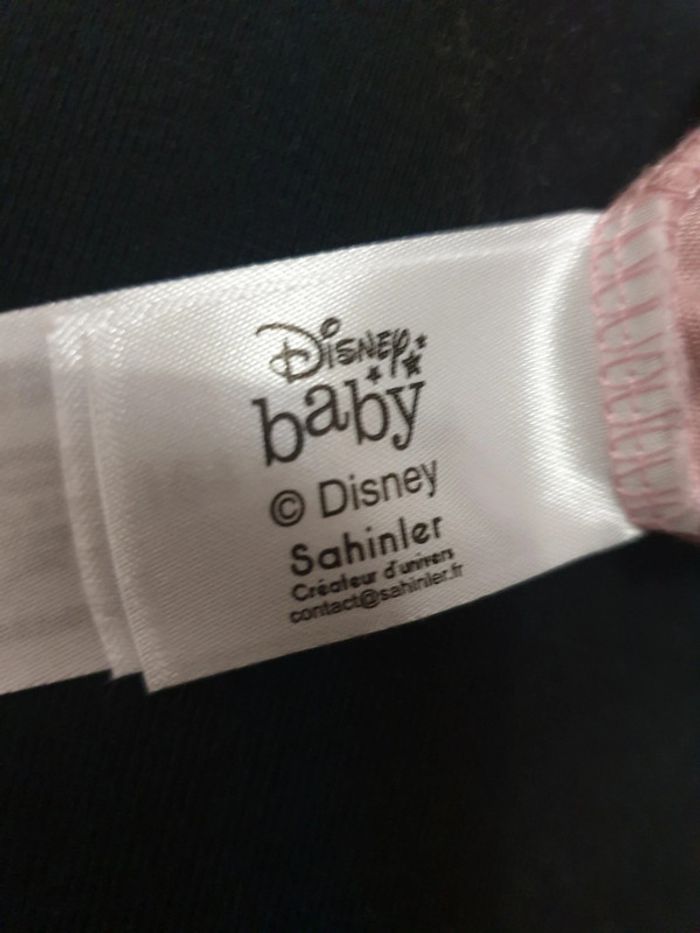 Disney
baby
© Disney
Sahinler
Créateur d'univers
contact@sahinler.fr